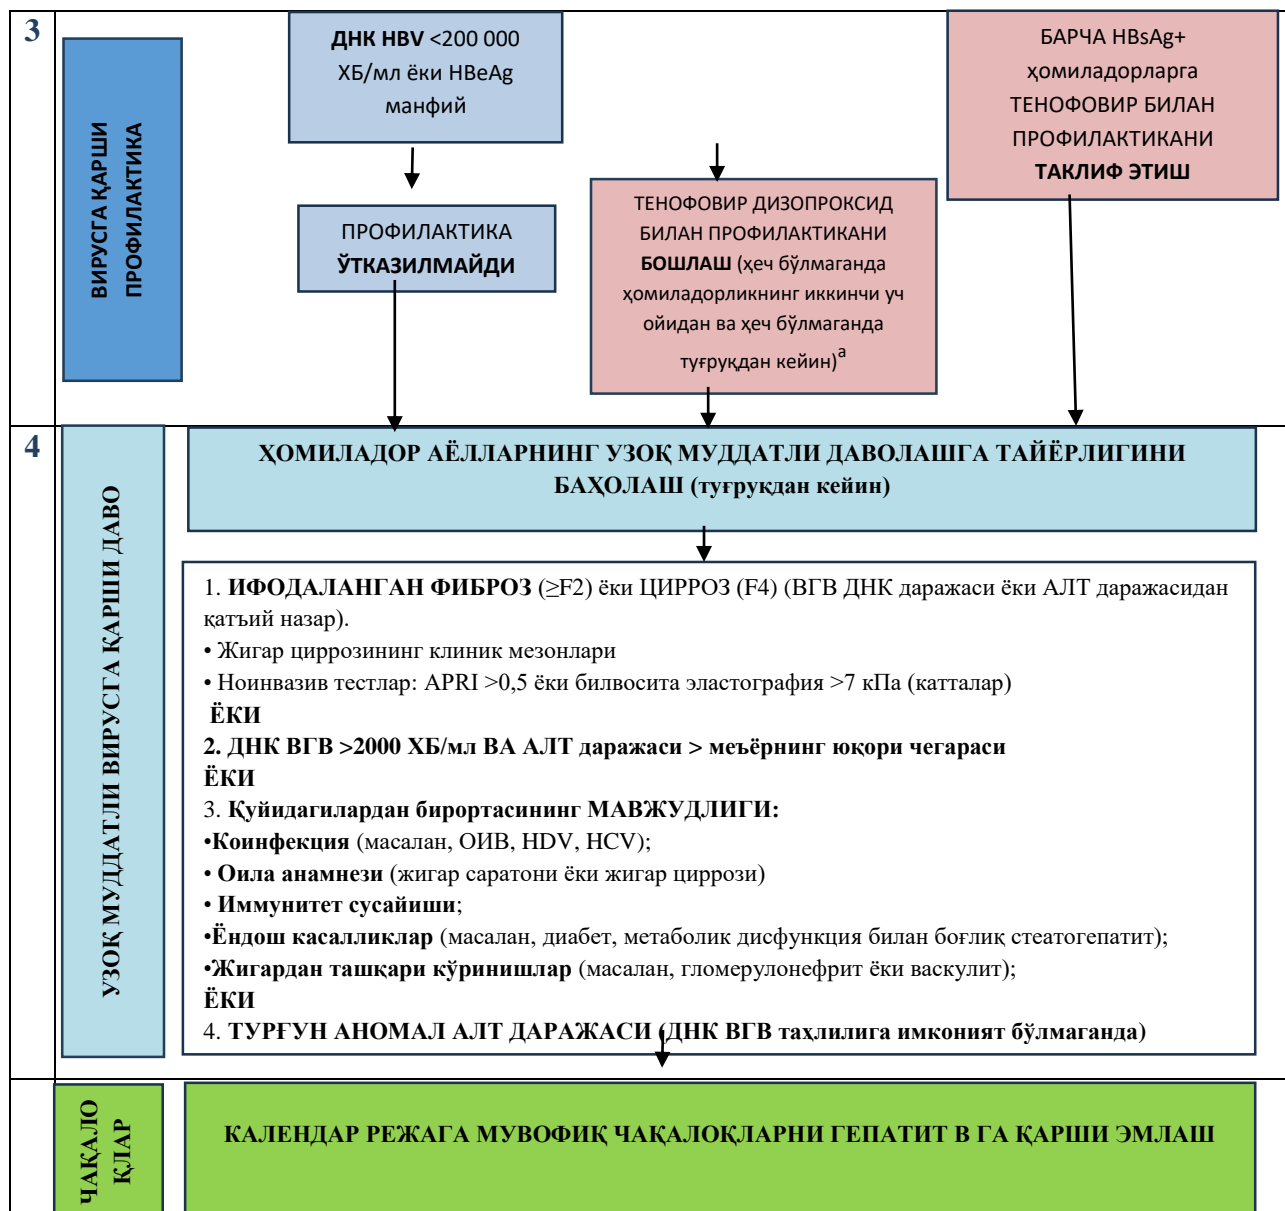 3
ВИРУСГА ҚАРШИ
ПРОФИЛАКТИКА
ДНК HBV <200 000
ХБ/мл ёки HBeAg
манфий
ПРОФИЛАКТИКА
ЎТКАЗИЛМАЙДИ
ТЕНОФОВИР ДИЗОПРОКСИД
БИЛАН ПРОФИЛАКТИКАНИ
БОШЛАШ (ҳеч бўлмаганда
ҳомиладорликнинг иккинчи уч
ойидан ва ҳеч бўлмаганда
туғруқдан кейин)а
БАРЧА HBsAg+
ҳомиладорларга
ТЕНОФОВИР БИЛАН
ПРОФИЛАКТИКАНИ
ТАКЛИФ ЭТИШ
4
УЗОҚ МУДДАТЛИ ВИРУСГА ҚАРШИ ДАВО
ҲОМИЛАДОР АЁЛЛАРНИНГ УЗОҚ МУДДАТЛИ ДАВОЛАШГА ТАЙЁРЛИГИНИ
БАҲОЛАШ (туғруқдан кейин)
1. ИФОДАЛАНГАН ФИБРОЗ (≥F2) ёки ЦИРРОЗ (F4) (ВГВ ДНК даражаси ёки АЛТ даражасидан
қатъий назар).
• Жигар циррозининг клиник мезонлари
• Ноинвазив тестлар: APRI >0,5 ёки билвосита эластография >7 кПа (катталар)
ЁКИ
2. ДНК ВГВ >2000 ХБ/мл ВА АЛТ даражаси > меъёрнинг юқори чегараси
ЁКИ
3. Қуйидагилардан бирортасининг МАВЖУДЛИГИ:
•Коинфекция (масалан, ОИВ, HDV, HCV);
• Оила анамнези (жигар саратони ёки жигар циррози)
• Иммунитет сусайиши;
•Ёндош касалликлар (масалан, диабет, метаболик дисфункция билан боғлиқ стеатогепатит);
•Жигардан ташқари кўринишлар (масалан, гломерулонефрит ёки васкулит);
ЁКИ
4. ТУРҒУН АНОМАЛ АЛТ ДАРАЖАСИ (ДНК ВГВ таҳлилига имконият бўлмаганда)
ЧАҚАЛО
ҚЛАР
КАЛЕНДАР РЕЖАГА МУВОФИҚ ЧАҚАЛОҚЛАРНИ ГЕПАТИТ В ГА ҚАРШИ ЭМЛАШ